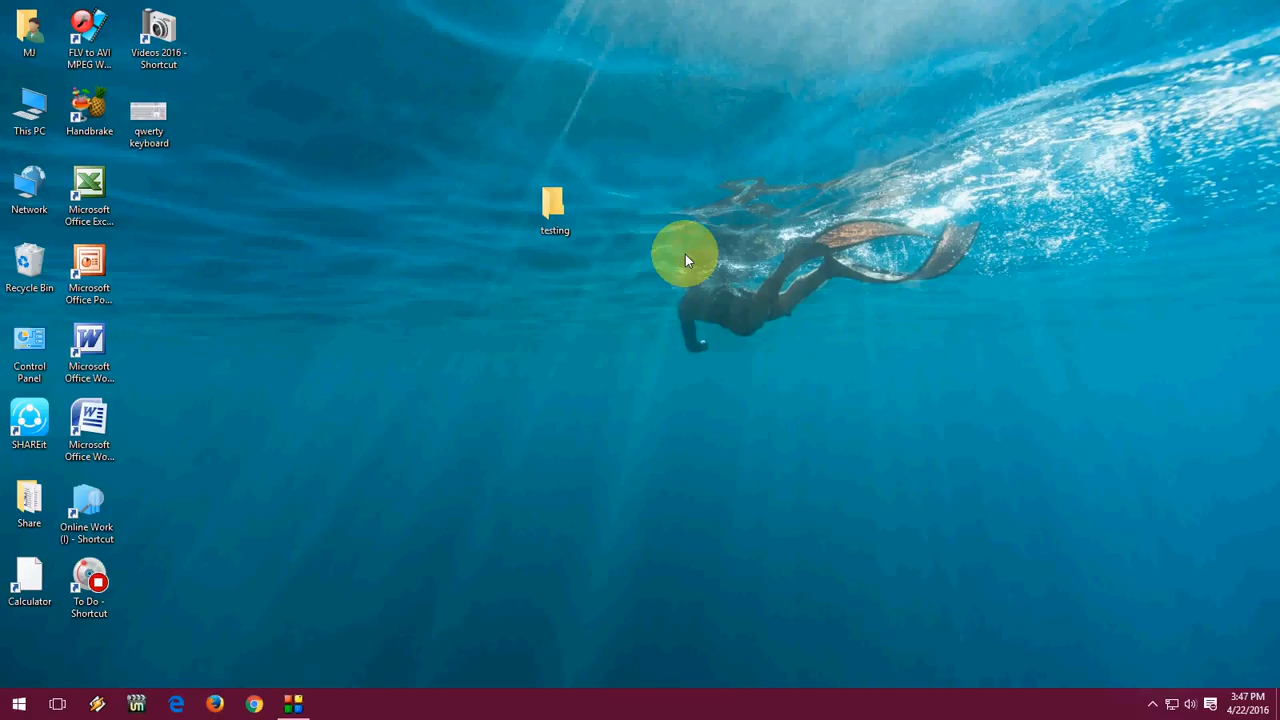 MJ
FLV to AVI
MPEG W...
Videos 2016 -
Shortcut
This PC
Handbrake
qwerty
keyboard
Network
Microsoft
Office Exc...
testing
Recycle Bin
Microsoft
Office Po...
Control
Panel
Microsoft
Office Wo...
SHAREit
Microsoft
Office Wo...
Share
Online Work
(I) - Shortcut
Calculator
To Do -
Shortcut
3:47 PM
4/22/2016